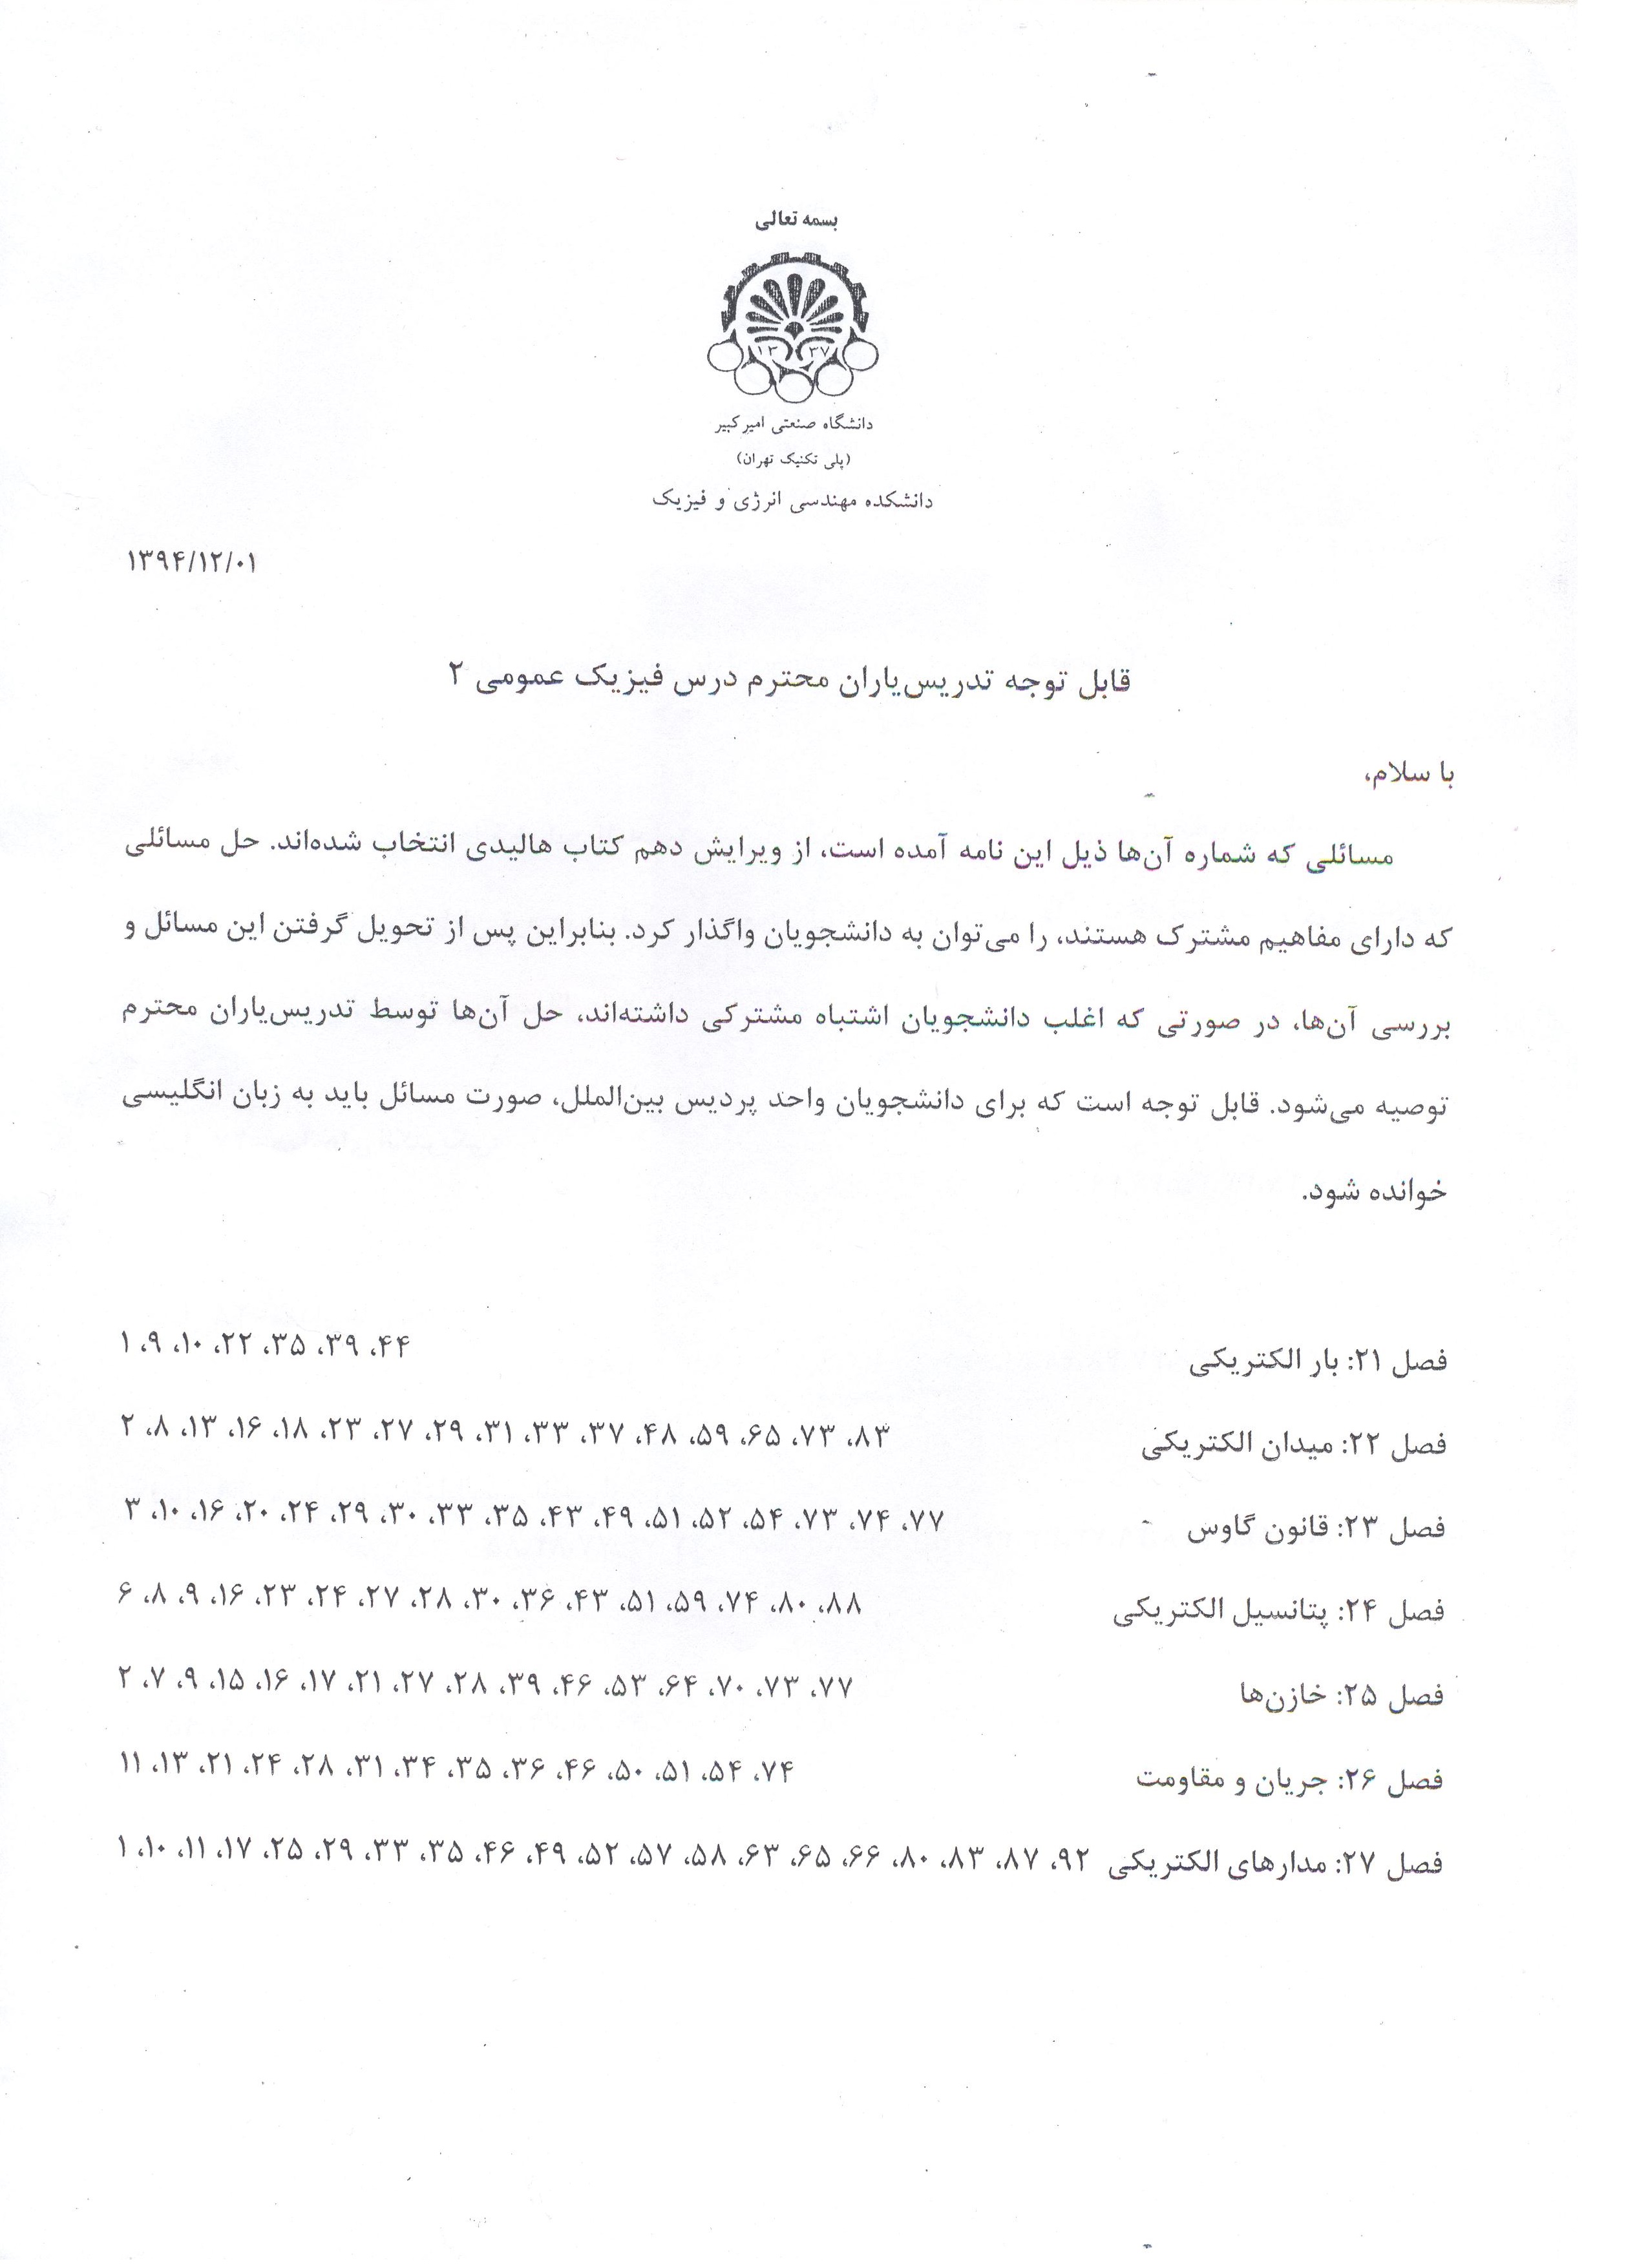 بسمه تعالی
۱۳ ۳۷
دانشگاه صنعتی امیرکبیر
(پلی تکنیک تهران)
دانشکده مهندسی انرژی و فیزیک
۱۳۹۴/۱۲/۰۱
قابل توجه تدریس‌یاران محترم درس فیزیک عمومی ۲
با سلام،
مسائلی که شماره آن‌ها ذیل این نامه آمده است، از ویرایش دهم کتاب هالیدی انتخاب شده‌اند. حل مسائلی
که دارای مفاهیم مشترک هستند، را می‌توان به دانشجویان واگذار کرد. بنابراین پس از تحویل گرفتن این مسائل و
بررسی آن‌ها، در صورتی که اغلب دانشجویان اشتباه مشترکی داشته‌اند، حل آن‌ها توسط تدریس‌یاران محترم
توصیه می‌شود. قابل توجه است که برای دانشجویان واحد پردیس بین‌الملل، صورت مسائل باید به زبان انگلیسی
خوانده شود.
فصل ۲۱: بار الکتریکی ۴۴، ۳۹، ۳۵، ۲۲، ۱۰، ۹، ۱
فصل ۲۲: میدان الکتریکی ۸۳، ۷۳، ۶۵، ۵۹، ۴۸، ۳۷، ۳۳، ۳۱، ۲۹، ۲۷، ۲۳، ۱۸، ۱۶، ۱۳، ۸، ۲
فصل ۲۳: قانون گاوس ۷۷، ۷۴، ۷۳، ۵۴، ۵۲، ۵۱، ۴۹، ۴۳، ۳۵، ۳۳، ۳۰، ۲۹، ۲۴، ۲۰، ۱۶، ۱۰، ۳
فصل ۲۴: پتانسیل الکتریکی ۸۸، ۸۰، ۷۴، ۵۹، ۵۱، ۴۳، ۳۶، ۳۰، ۲۸، ۲۷، ۲۴، ۲۳، ۱۶، ۹، ۸، ۶
فصل ۲۵: خازن‌ها ۷۷، ۷۳، ۷۰، ۶۴، ۵۳، ۴۶، ۳۹، ۲۸، ۲۷، ۲۱، ۱۷، ۱۶، ۱۵، ۹، ۷، ۲
فصل ۲۶: جریان و مقاومت ۷۴، ۵۴، ۵۱، ۵۰، ۴۶، ۳۶، ۳۵، ۳۴، ۳۱، ۲۸، ۲۴، ۲۱، ۱۳، ۱۱
فصل ۲۷: مدارهای الکتریکی ۹۲، ۸۷، ۸۳، ۸۰، ۶۶، ۶۵، ۶۳، ۵۸، ۵۷، ۵۲، ۴۹، ۴۶، ۳۵، ۳۳، ۲۹، ۲۵، ۱۷، ۱۱، ۱۰، ۱